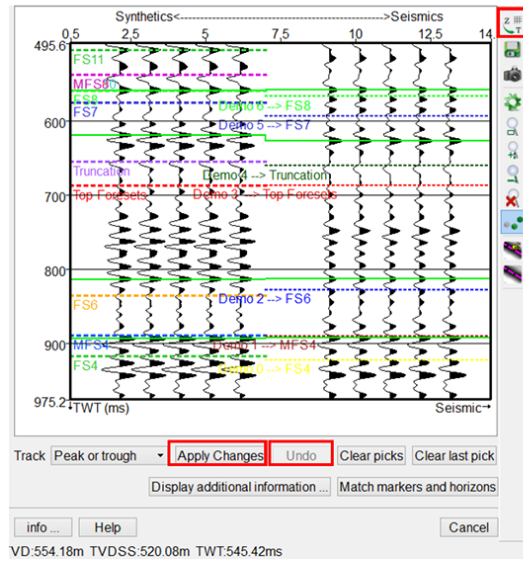 Synthetics<------------------------------->Seismics
0,5 2,5 5 7,5 10 12,5 14,
495.6
FS11
MFS8
FS8
Demo 6 --> FS8
FS7
600
Demo 5 --> FS7
Truncation
Demo 4 --> Truncation
Top Foresets
Demo 3 --> Top Foresets
700
800
FS6
Demo 2 --> FS6
900
MFS4
Demo 1 --> MFS4
FS4
Demo 0 --> FS4
975.2
TWT (ms) Seismic
Track Peak or trough Apply Changes Undo Clear picks Clear last pick
Display additional information ... Match markers and horizons
info ... Help Cancel
VD:554.18m TVDSS:520.08m TWT:545.42ms
Z
T